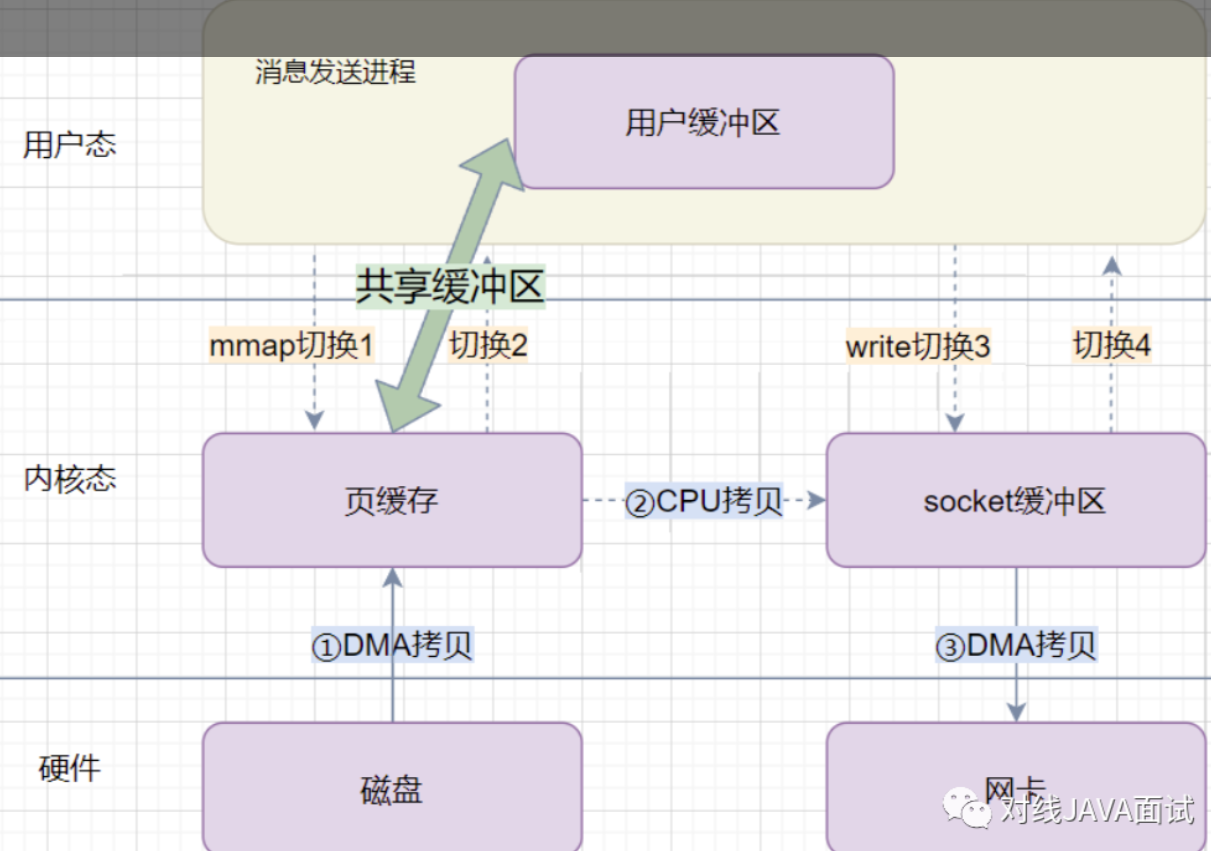 消息发送进程
用户缓冲区
用户态
共享缓冲区
mmap切换1
切换2
write切换3
切换4
内核态
页缓存
②CPU拷贝
socket缓冲区
①DMA拷贝
③DMA拷贝
硬件
磁盘
网卡
对线JAVA面试